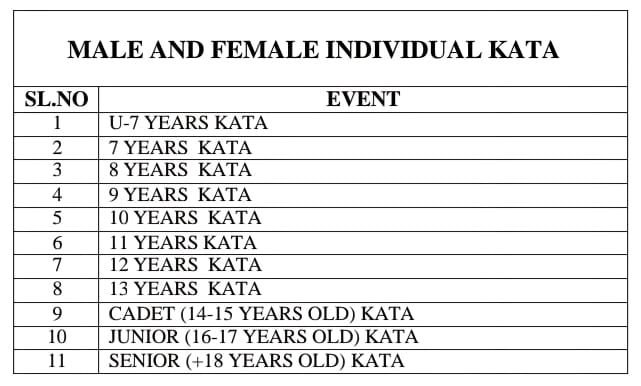 MALE AND FEMALE INDIVIDUAL KATA
SL.NO EVENT
1 U-7 YEARS KATA
2 7 YEARS  KATA
3 8 YEARS  KATA
4 9 YEARS  KATA
5 10 YEARS  KATA
6 11 YEARS KATA
7 12 YEARS  KATA
8 13 YEARS  KATA
9 CADET (14-15 YEARS OLD) KATA
10 JUNIOR (16-17 YEARS OLD) KATA
11 SENIOR (+18 YEARS OLD) KATA